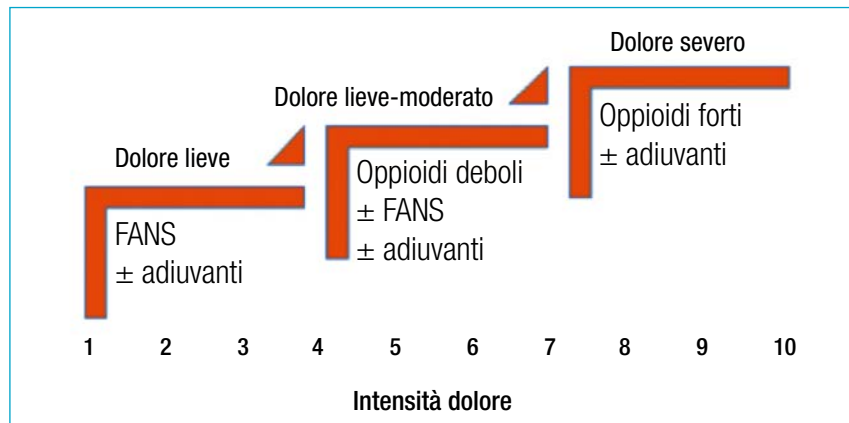 Dolore severo
Dolore lieve-moderato
Dolore lieve
Oppioidi forti
± adiuvanti
Oppioidi deboli
± FANS
± adiuvanti
FANS
± adiuvanti
1 2 3 4 5 6 7 8 9 10
Intensità dolore